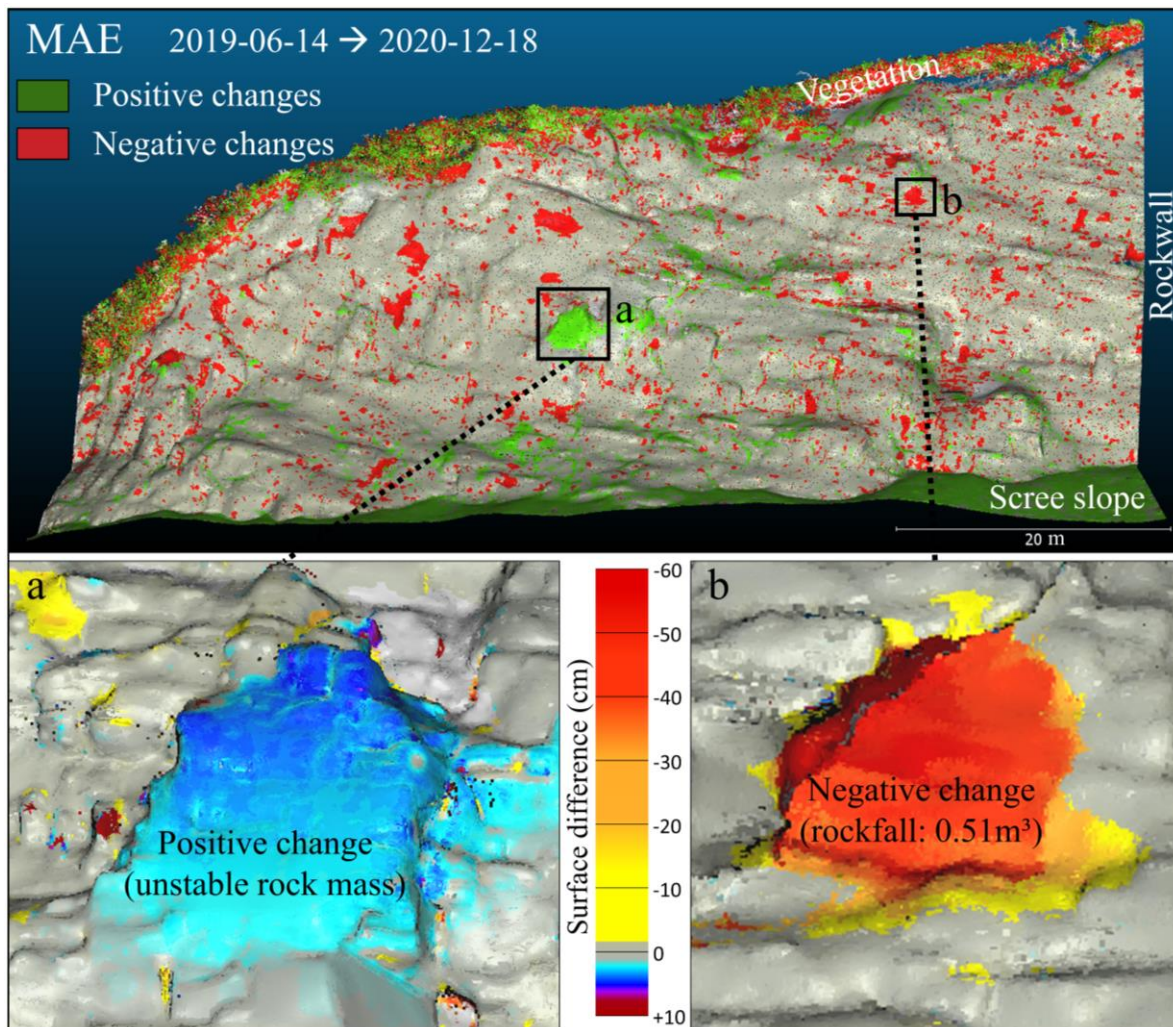 MAE 2019-06-14 → 2020-12-18
Positive changes
Negative changes
Vegetation
a
b
Rockwall
Scree slope
20 m
a
Positive change
(unstable rock mass)
Surface difference (cm)
-60
-50
-40
-30
-20
-10
0
+10
b
Negative change
(rockfall: 0.51m³)